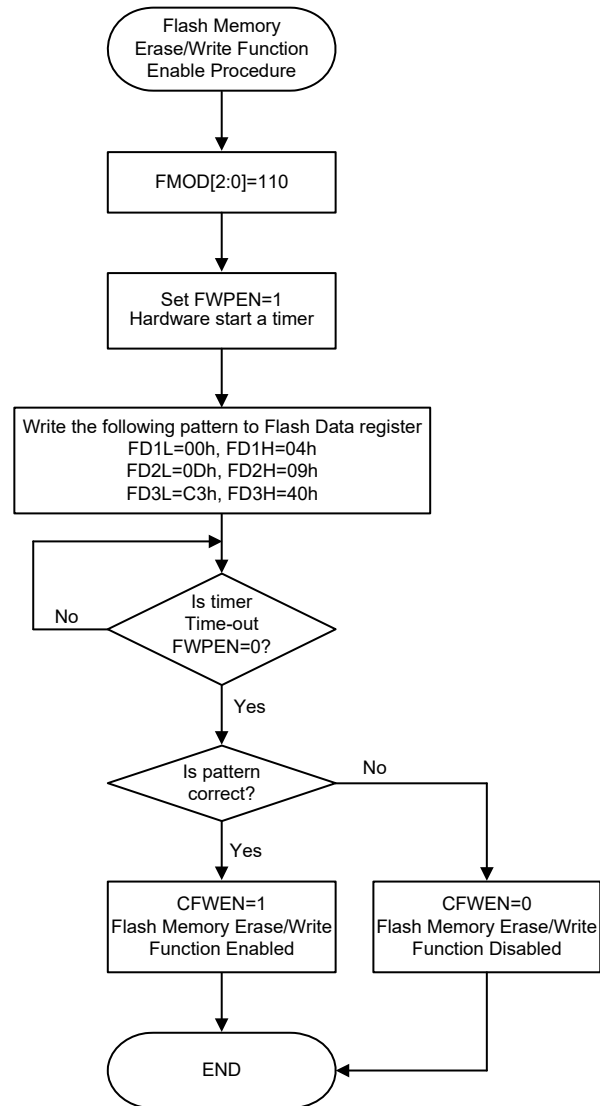 Flash Memory
Erase/Write Function
Enable Procedure
FMOD[2:0]=110
Set FWPEN=1
Hardware start a timer
Write the following pattern to Flash Data register
FD1L=00h, FD1H=04h
FD2L=0Dh, FD2H=09h
FD3L=C3h, FD3H=40h
No
Is timer
Time-out
FWPEN=0?
Yes
Is pattern
correct?
No
Yes
CFWEN=1
Flash Memory Erase/Write
Function Enabled
CFWEN=0
Flash Memory Erase/Write
Function Disabled
END